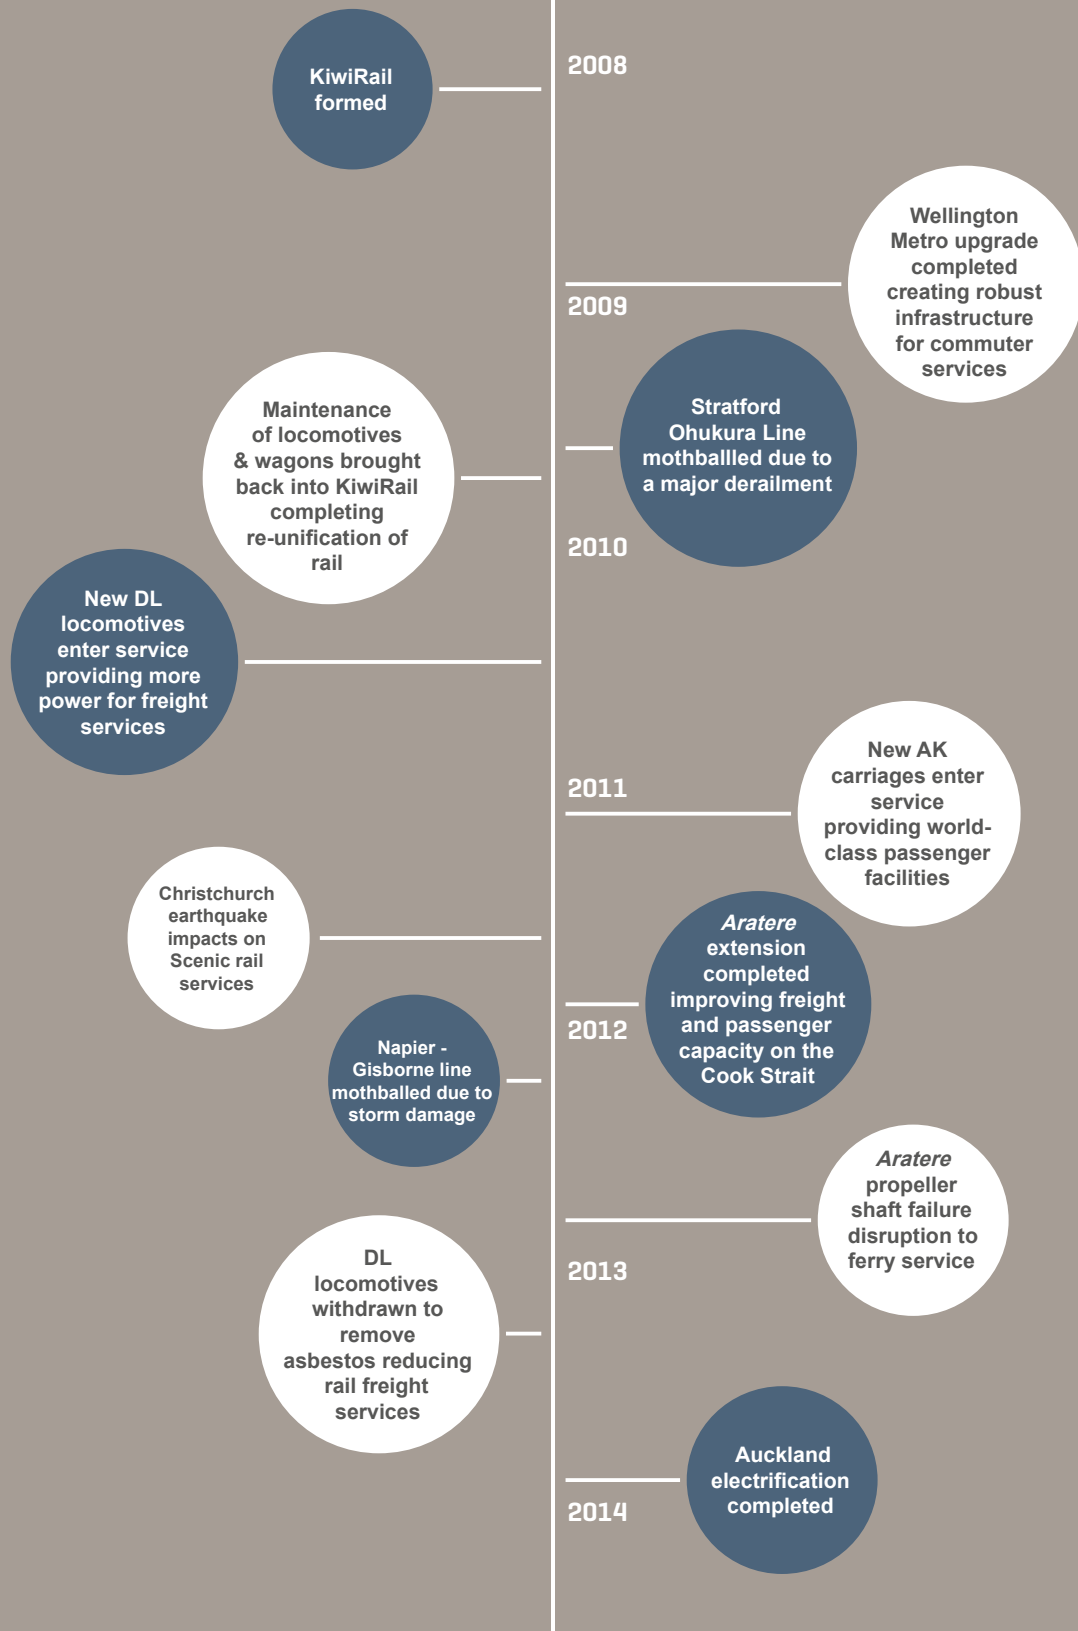 KiwiRail
formed
2008
Wellington
Metro upgrade
completed
creating robust
infrastructure
for commuter
services
2009
Stratford
Ohukura Line
mothballled due to
a major derailment
Maintenance
of locomotives
& wagons brought
back into KiwiRail
completing
re-unification of
rail
2010
New DL
locomotives
enter service
providing more
power for freight
services
2011
New AK
carriages enter
service
providing world-
class passenger
facilities
Christchurch
earthquake
impacts on
Scenic rail
services
Aratere
extension
completed
improving freight
and passenger
capacity on the
Cook Strait
2012
Napier -
Gisborne line
mothballed due to
storm damage
Aratere
propeller
shaft failure
disruption to
ferry service
2013
DL
locomotives
withdrawn to
remove
asbestos reducing
rail freight
services
Auckland
electrification
completed
2014